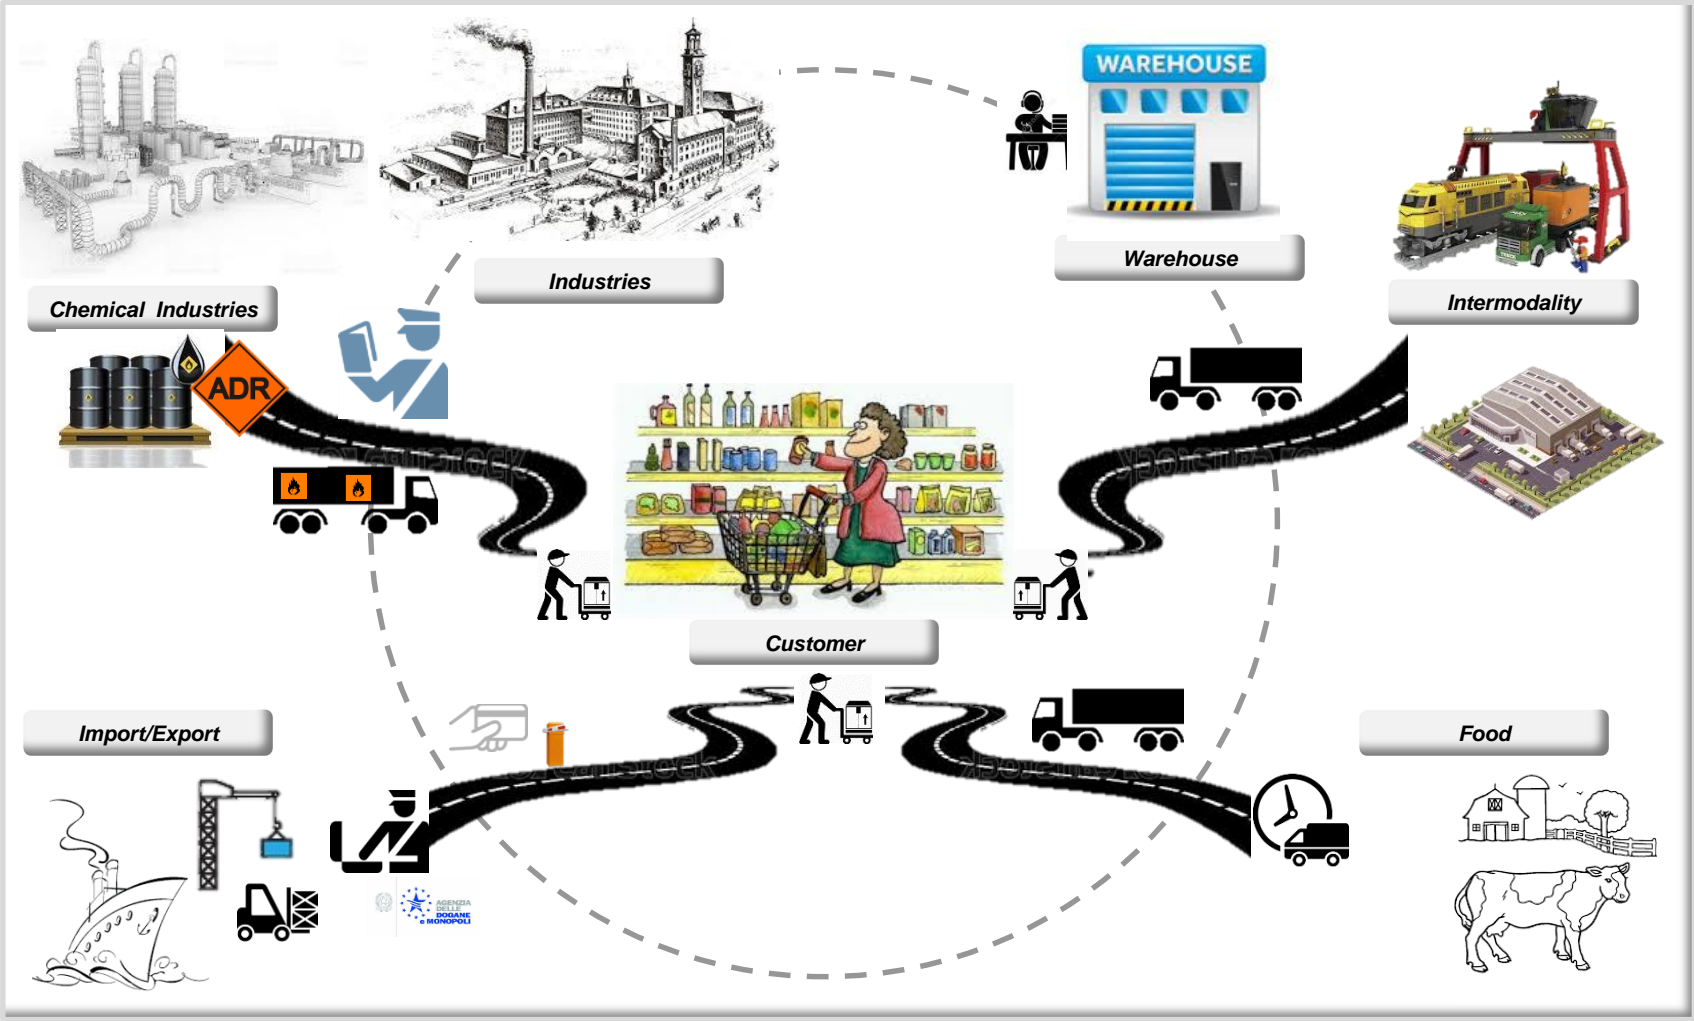 WAREHOUSE
Warehouse
Industries
Intermodality
Chemical  Industries
ADR
Customer
Import/Export
Food
AGENZIA
DELLE
DOGANE
e MONOPOLI